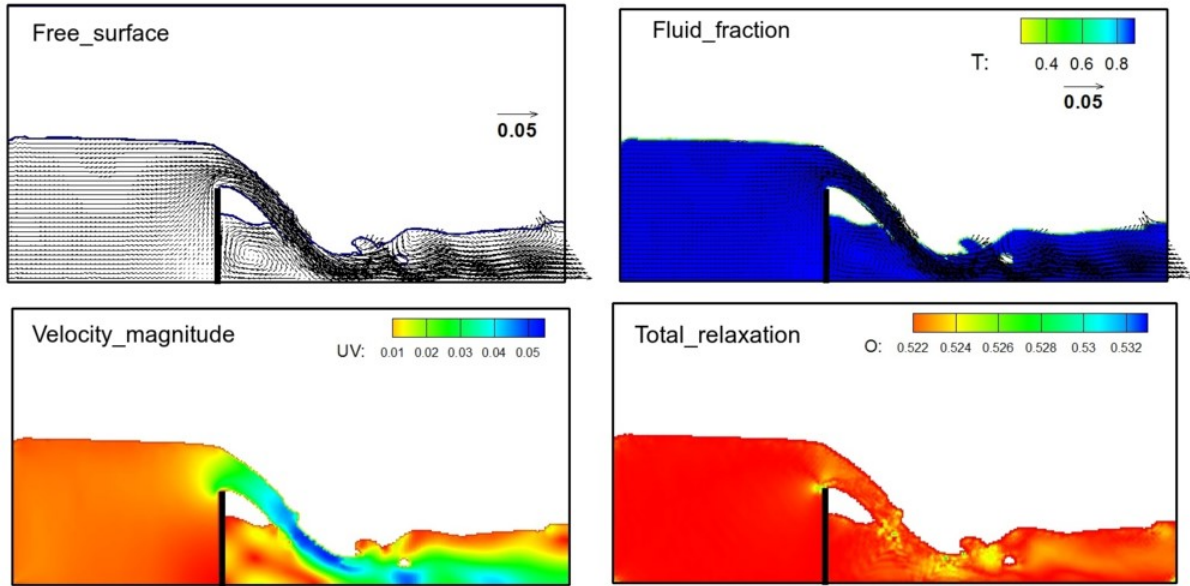 Free_surface
0.05
Fluid_fraction
T:
0.4 0.6 0.8
0.05
Velocity_magnitude
UV: 0.01 0.02 0.03 0.04 0.05
Total_relaxation
O: 0.522 0.524 0.526 0.528 0.53 0.532